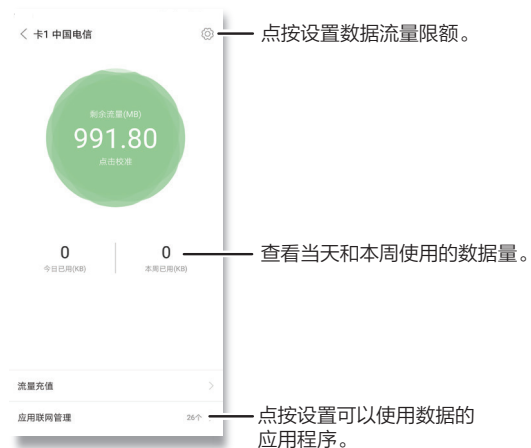 卡1 中国电信
点按设置数据流量限额。
剩余流量(MB)
991.80
点击校准
0
0
今日已用(KB)
本周已用(KB)
查看当天和本周使用的数据量。
流量充值
应用联网管理
26个
点按设置可以使用数据的
应用程序。